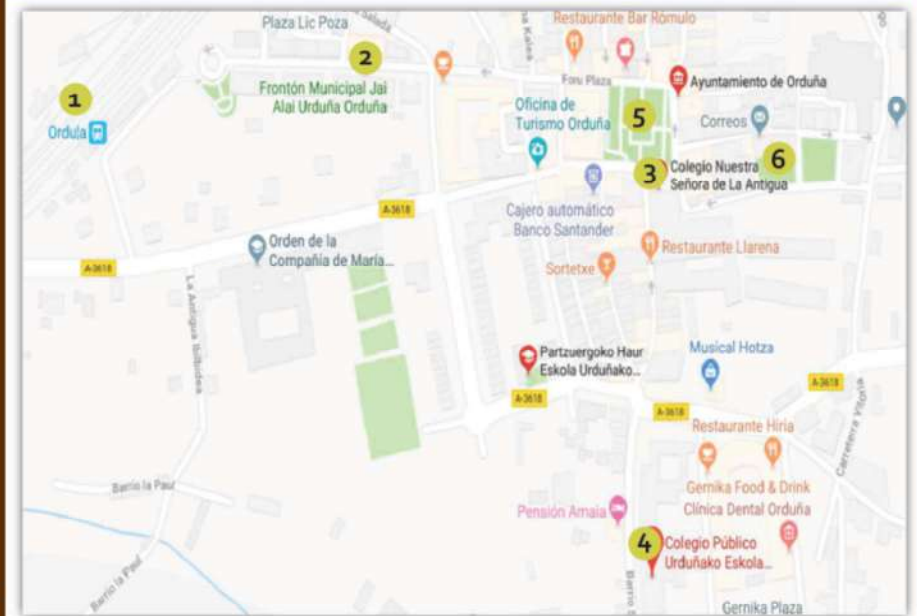 Plaza Lic Poza
Restaurante Bar Rómulo
2
1
Frontón Municipal Jai
Alai Urduña Orduña
Foru Plaza
Ayuntamiento de Orduña
Ordula
Oficina de
Turismo Orduña
5
Correos
6
3
Colegio Nuestra
Señora de La Antigua
Cajero automático
Banco Santander
A-3618
Orden de la
Compañía de María...
Restaurante Llarena
A-3618
Sortetxe
La Antigua Ibilbidea
Partzuergoko Haur
Eskola Urduñako...
Musical Hotza
A-3618
A-3618
A-3618
Carretera Vitoria
Restaurante Hiria
Barrio la Paur
Gernika Food & Drink
Clínica Dental Orduña
Pensión Amaia
4
Colegio Público
Urduñako Eskola...
Barrio la Paur
Barrio S
Gernika Plaza